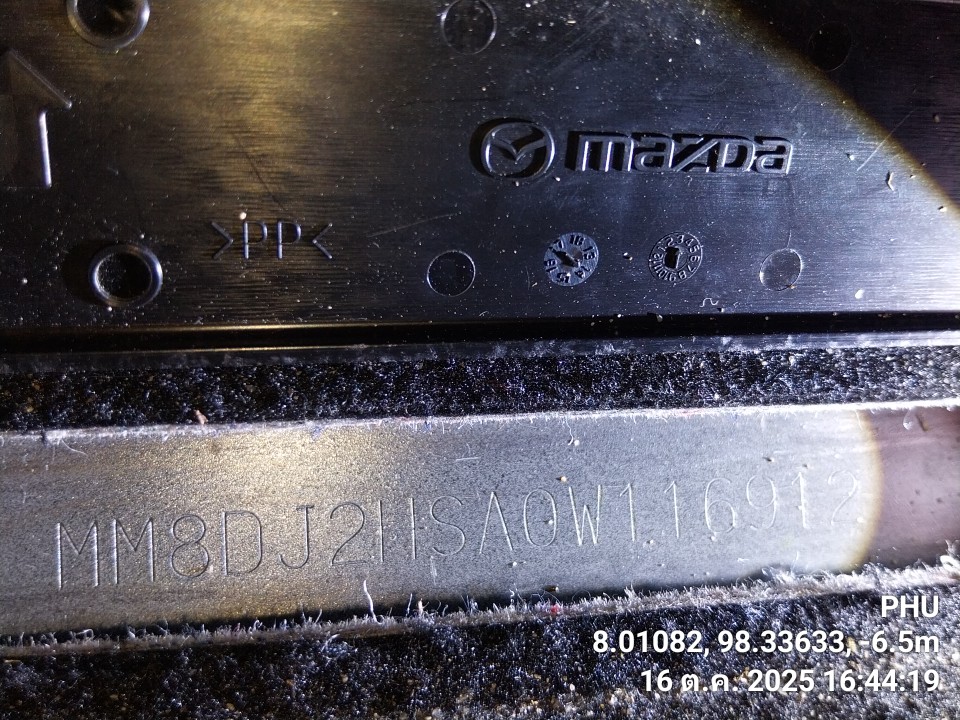 mazda
>PP<
MM8DJ2HSA0W116912
PHU
8.01082, 98.33633, -6.5m
16 ต.ค. 2025 16:44:19